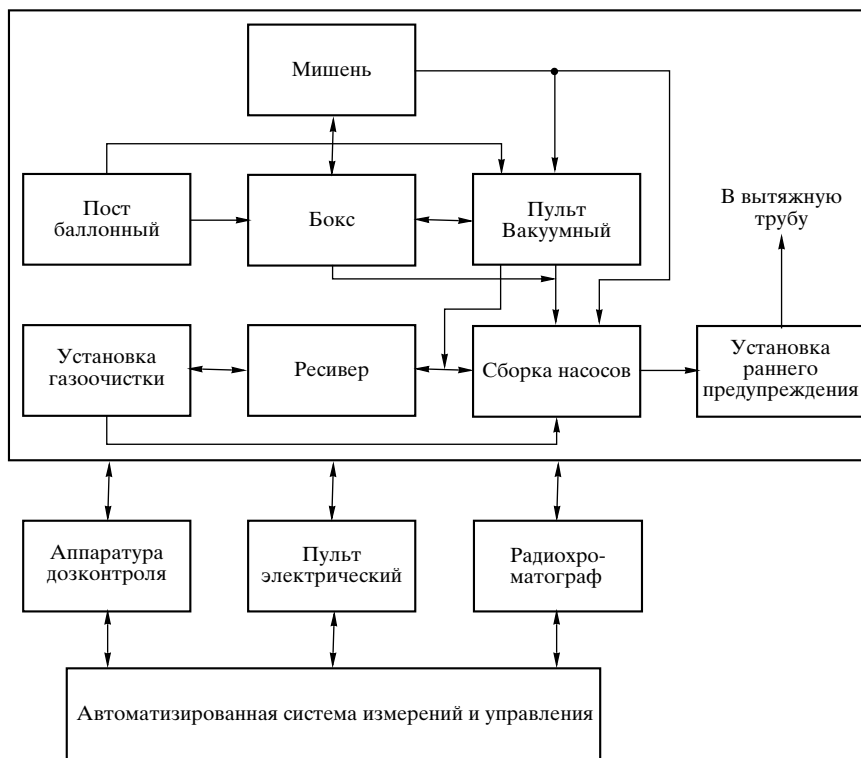 Мишень
Пост
баллонный
Бокс
Пульт
Вакуумный
В вытяжную
трубу
Установка
газоочистки
Ресивер
Сборка насосов
Установка
раннего
предупреждения
Аппаратура
дозконтроля
Пульт
электрический
Радиохро-
матограф
Автоматизированная система измерений и управления